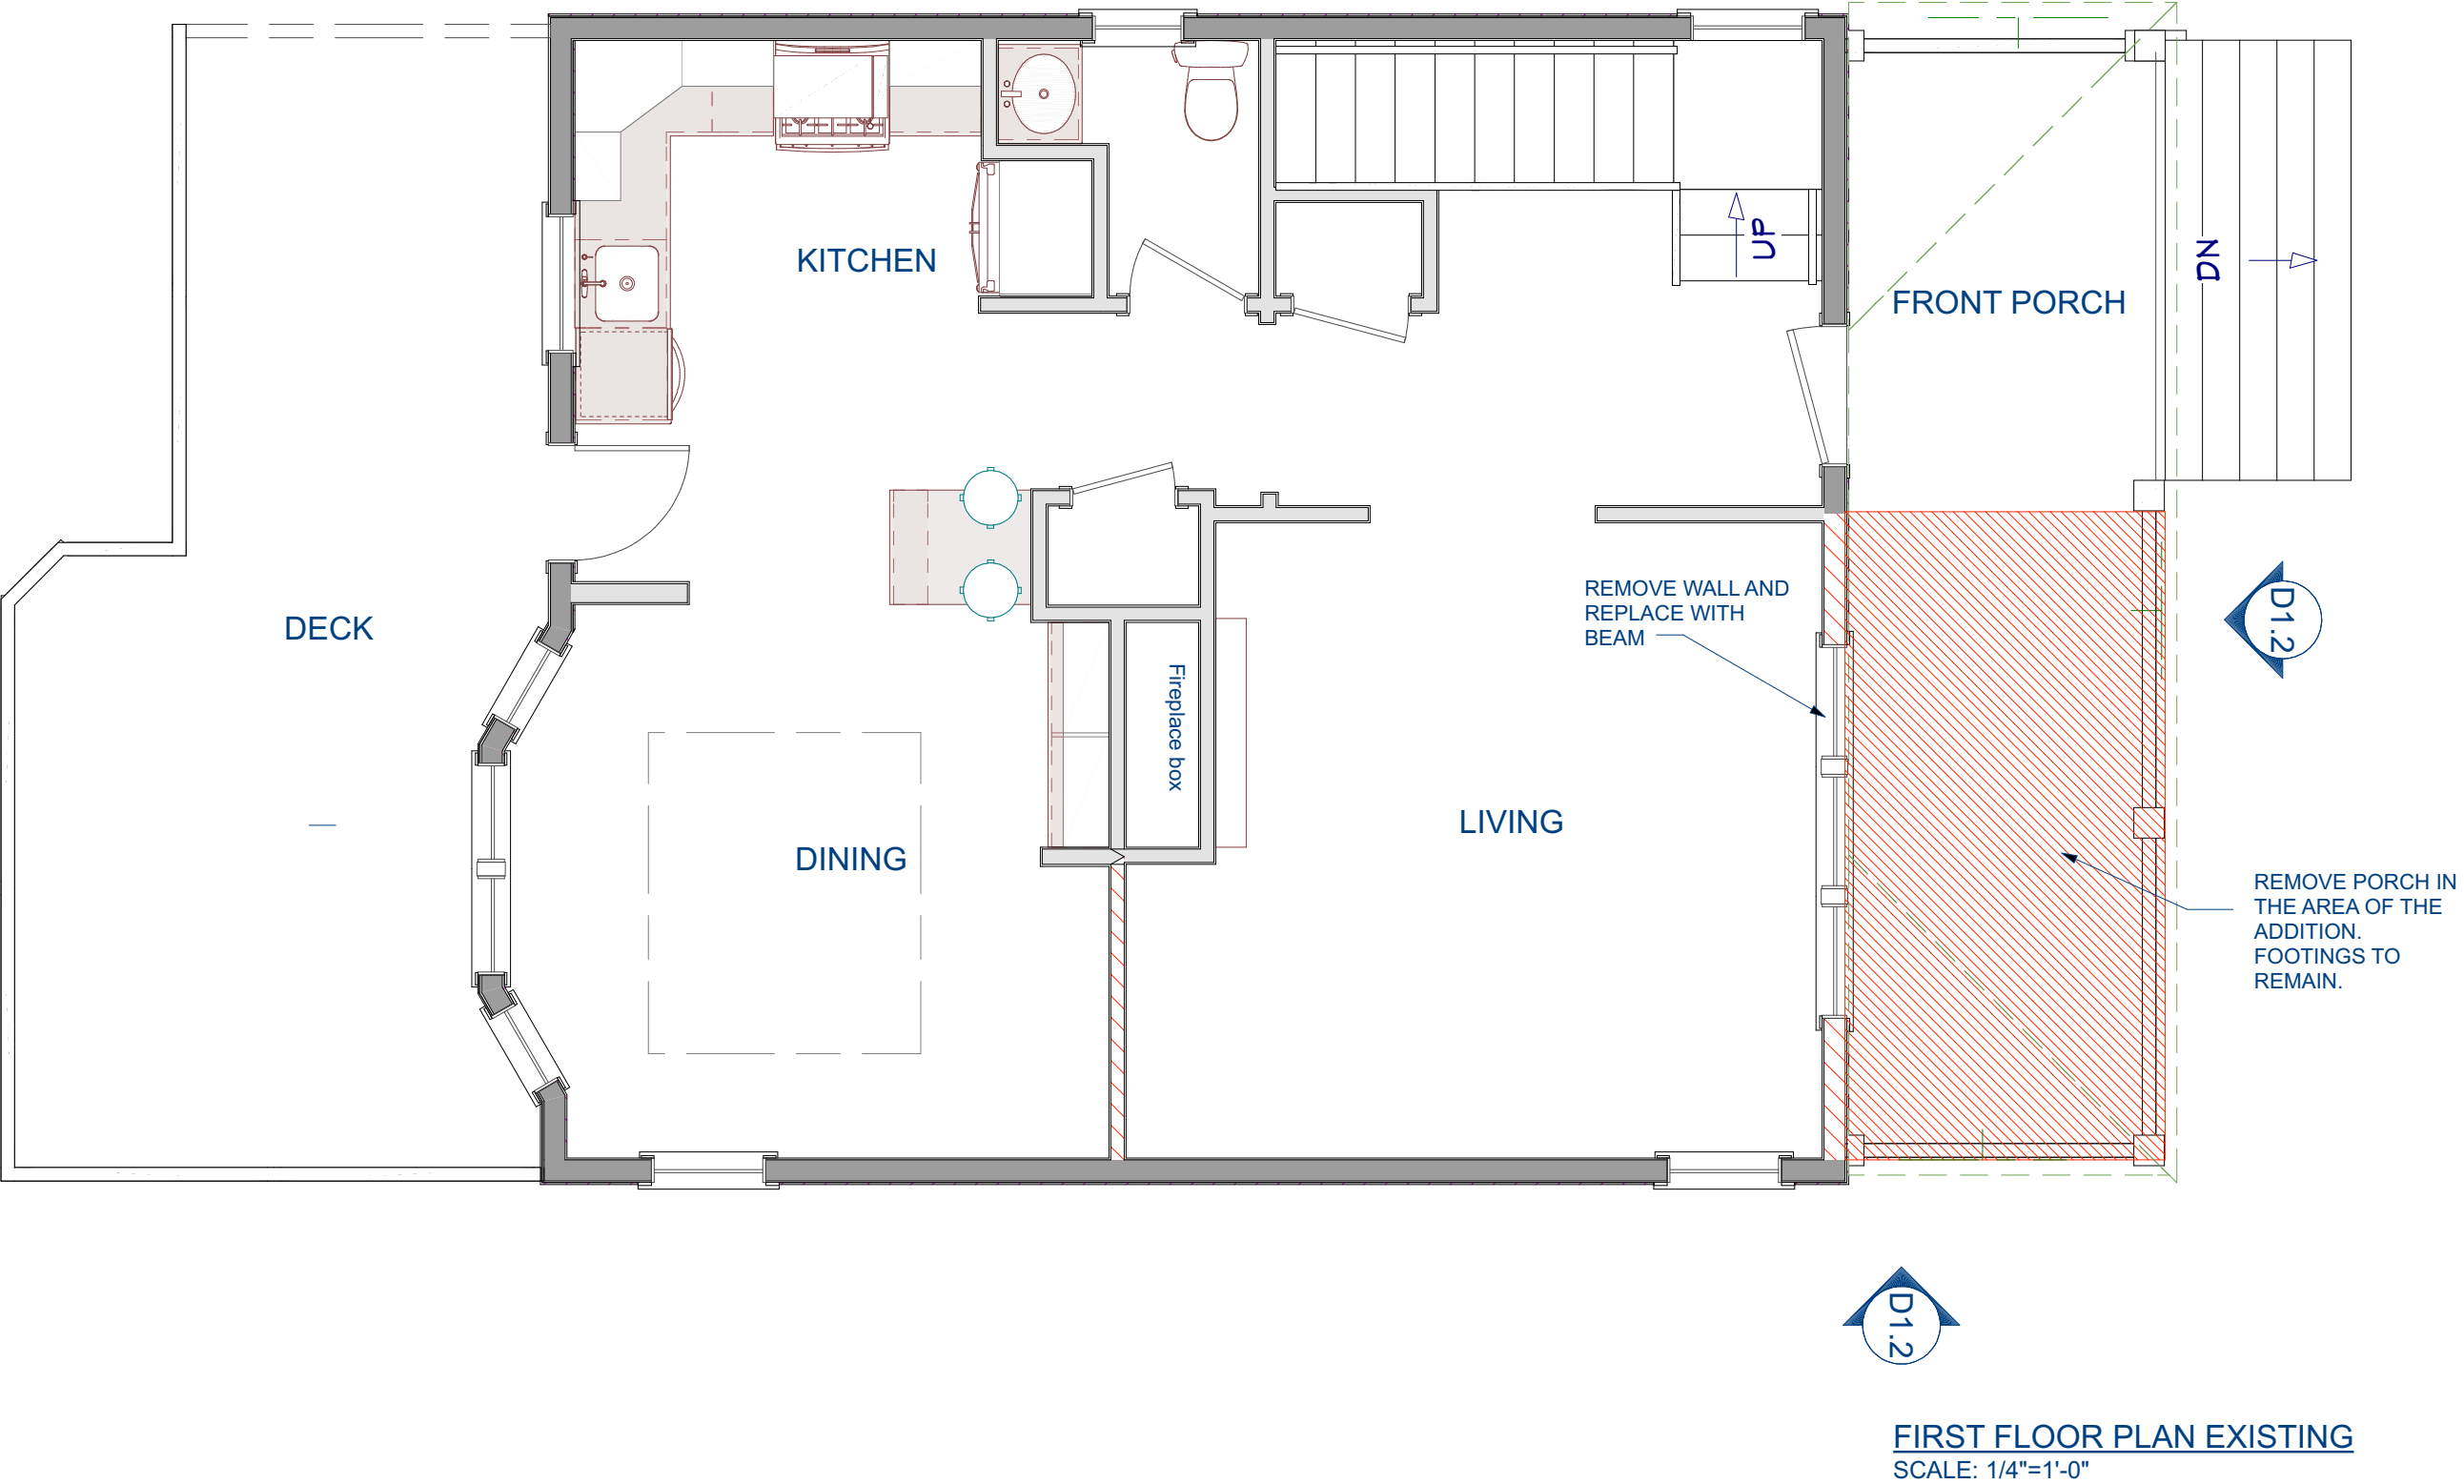 KITCHEN
UP
DN
FRONT PORCH
REMOVE WALL AND
REPLACE WITH
BEAM
DECK
D1.2
Fireplace box
LIVING
DINING
REMOVE PORCH IN
THE AREA OF THE
ADDITION.
FOOTINGS TO
REMAIN.
D1.2
FIRST FLOOR PLAN EXISTING
SCALE: 1/4"=1'-0"